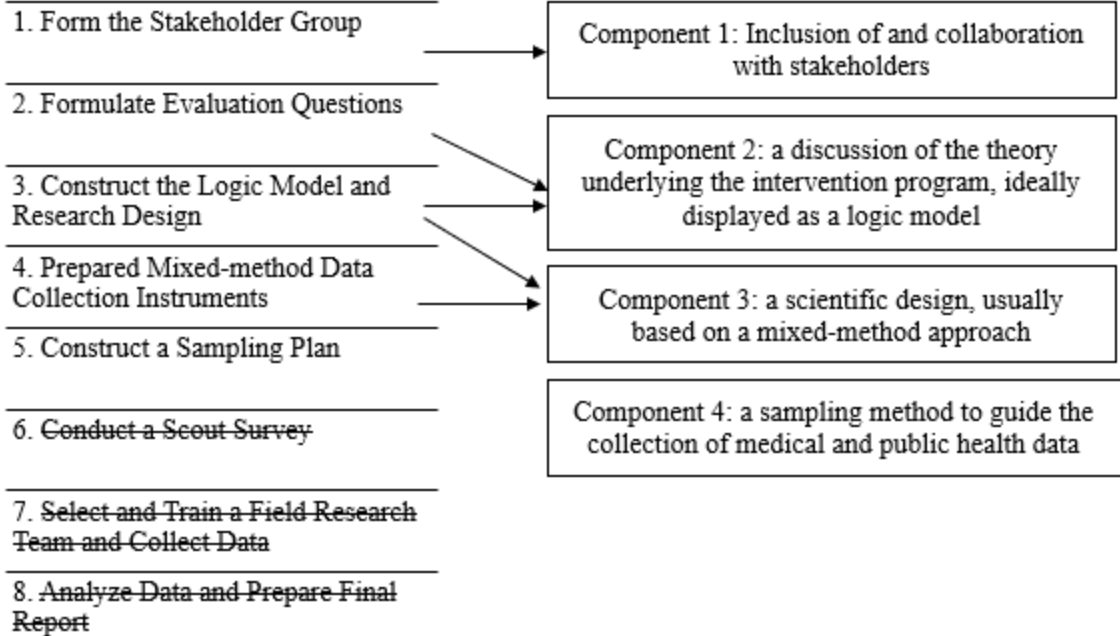 1. Form the Stakeholder Group
2. Formulate Evaluation Questions
3. Construct the Logic Model and
Research Design
4. Prepared Mixed-method Data
Collection Instruments
5. Construct a Sampling Plan
6. Conduct a Scout Survey
7. Select and Train a Field Research
Team and Collect Data
8. Analyze Data and Prepare Final
Report
Component 1: Inclusion of and collaboration
with stakeholders
Component 2: a discussion of the theory
underlying the intervention program, ideally
displayed as a logic model
Component 3: a scientific design, usually
based on a mixed-method approach
Component 4: a sampling method to guide the
collection of medical and public health data